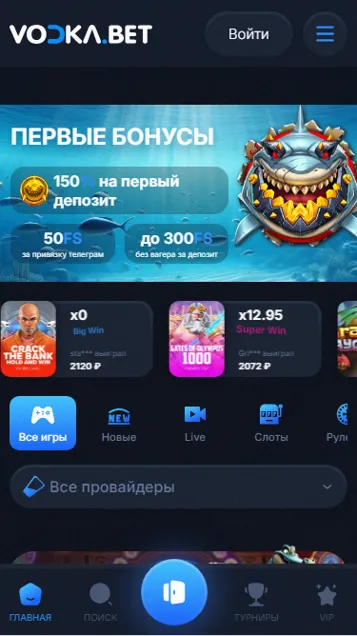 VODKA.BET
Войти
ПЕРВЫЕ БОНУСЫ
150% на первый
депозит
50FS
за привязку телеграм
до 300FS
без вагера за депозит
CRACK
THE BANK
HOLD AND WIN
x0
Big Win
sta*** выиграл
2120 ₽
GATES OF OLYMPUS
1000
x12.95
Super Win
Gri*** выиграл
2072 ₽
NEW
Все игры
Новые
Live
Слоты
Руле
Все провайдеры
ГЛАВНАЯ
ПОИСК
ТУРНИРЫ
VIP